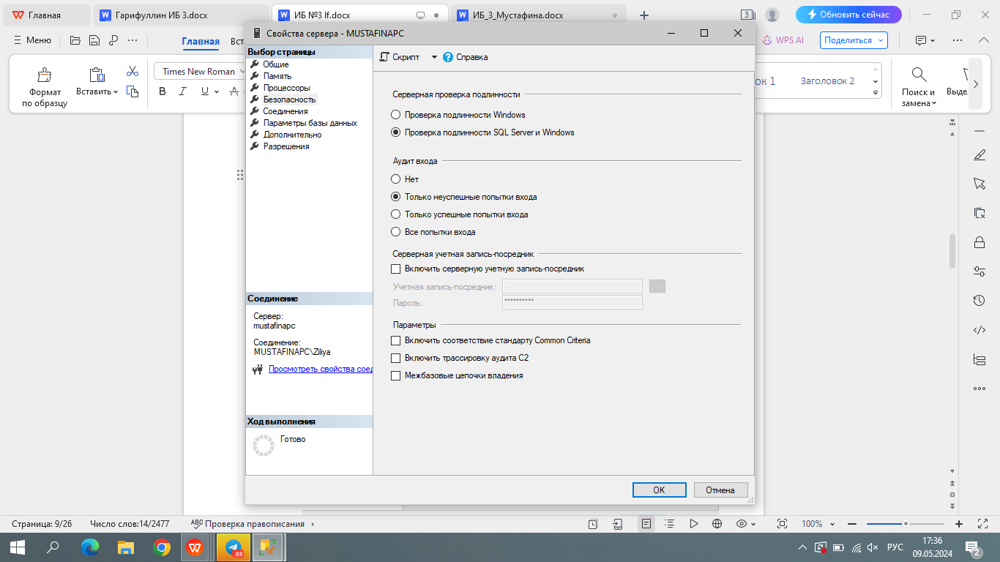 Главная
Гарифуллин ИБ 3.docx
ИБ №3 If.docx
ИБ_3_Мустафина.docx
3
Обновить сейчас
Меню
Главная
WPS AI
Поделиться
Свойства сервера - MUSTAFINAPC
Формат по образцу
Вставить
Times New Roman
B I U A
Заголовок 2
Поиск и замена
Выбор страницы
Общие
Память
Процессоры
Безопасность
Соединения
Параметры базы данных
Дополнительно
Разрешения
Скрипт
Справка
Серверная проверка подлинности
Проверка подлинности Windows
Проверка подлинности SQL Server и Windows
Аудит входа
Нет
Только неуспешные попытки входа
Только успешные попытки входа
Все попытки входа
Серверная учетная запись-посредник
Включить серверную учетную запись-посредник
Учетная запись-посредник:
...
Пароль:
**********
Параметры
Включить соответствие стандарту Common Criteria
Включить трассировку аудита C2
Межбазовые цепочки владения
Соединение
Сервер:
mustafinapc
Соединение:
MUSTAFINAPC\Ziliya
Просмотреть свойства соед
Ход выполнения
Готово
OK
Отмена
Страница: 9/26
Число слов:14/2477
Проверка правописания
100%
88
РУС
17:36
09.05.2024
2